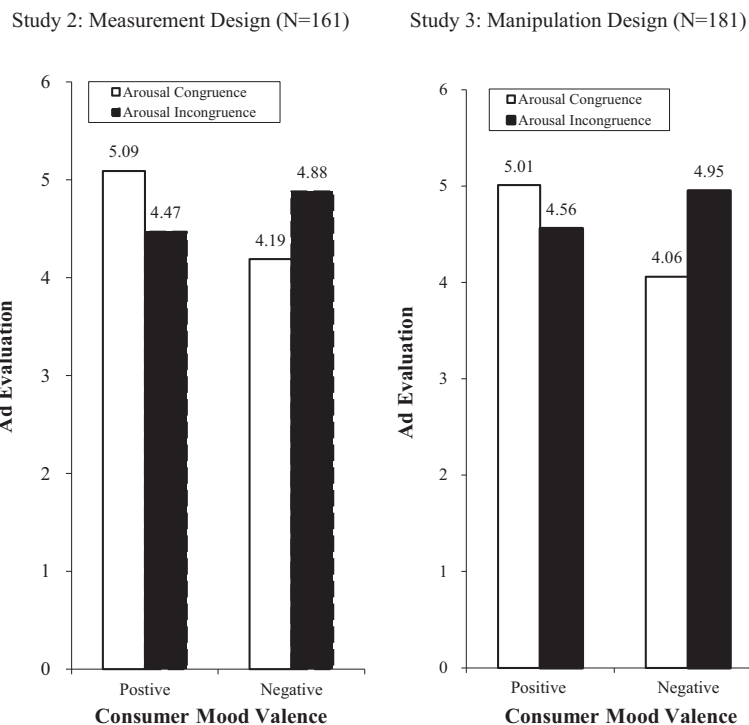 Study 2: Measurement Design (N=161)
Study 3: Manipulation Design (N=181)
6
5
4
3
2
1
0
Ad Evaluation
Arousal Congruence
Arousal Incongruence
5.09
4.47
4.19
4.88
Postive
Negative
Consumer Mood Valence
6
5
4
3
2
1
0
Ad Evaluation
Arousal Congruence
Arousal Incongruence
5.01
4.56
4.06
4.95
Positive
Negative
Consumer Mood Valence